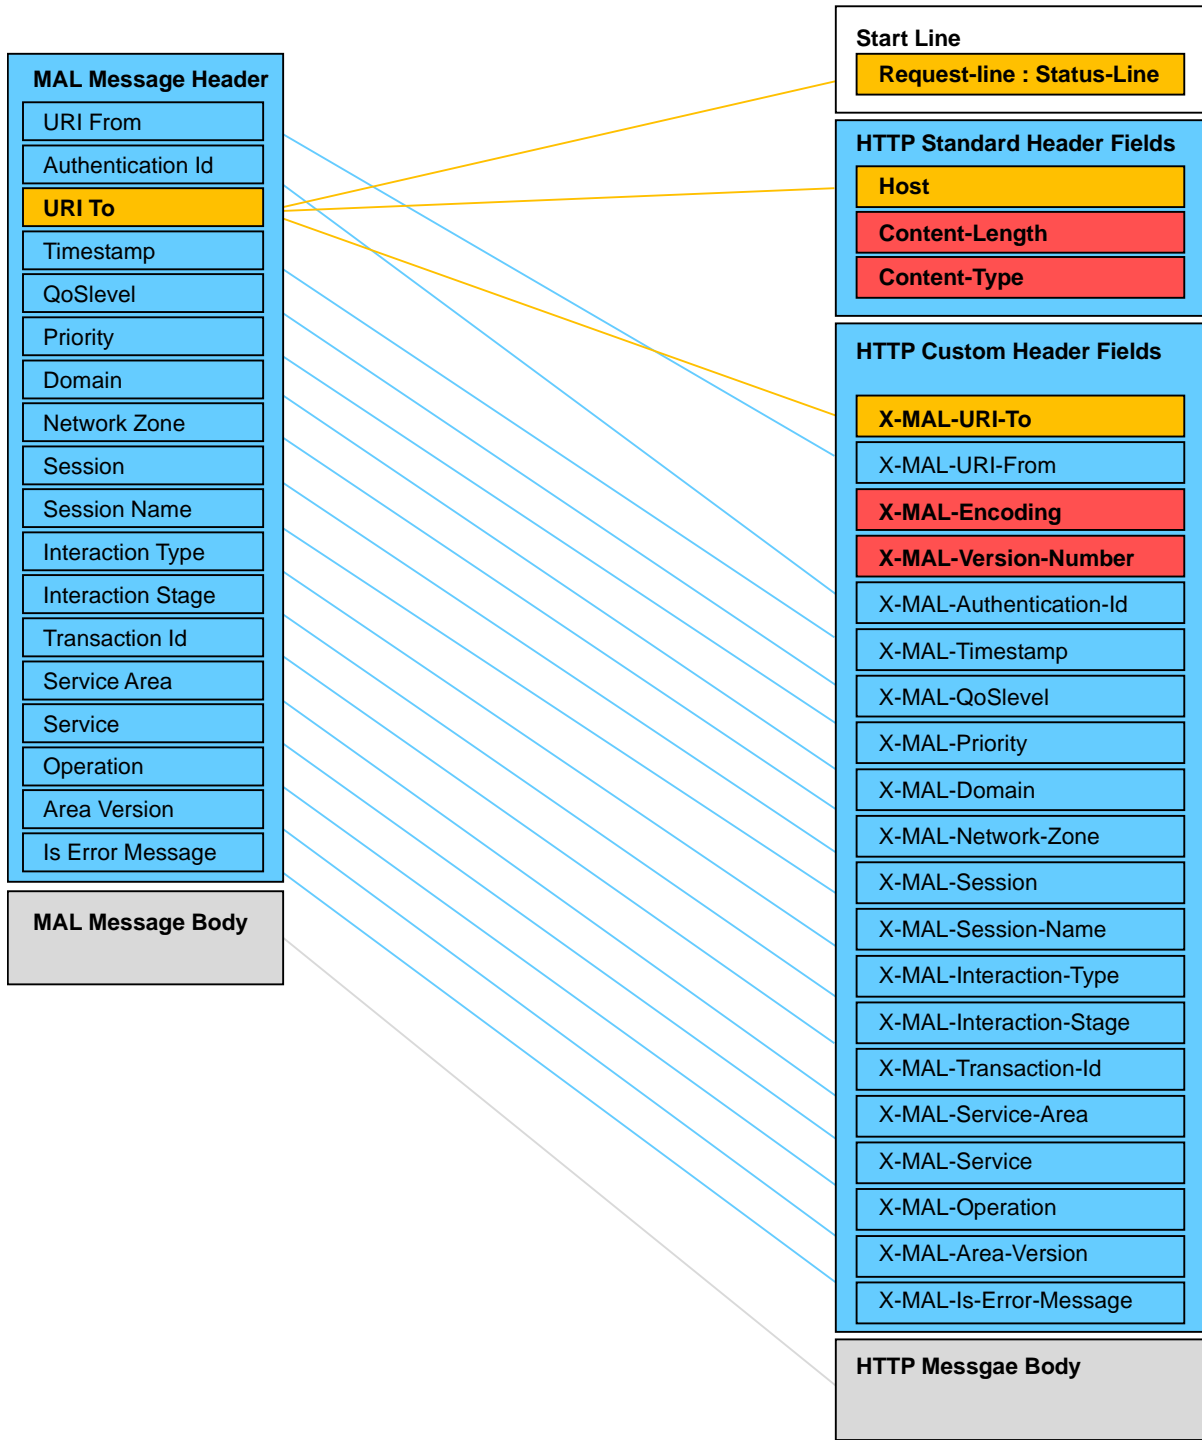 MAL Message Header
URI From
Authentication Id
URI To
Timestamp
QoSlevel
Priority
Domain
Network Zone
Session
Session Name
Interaction Type
Interaction Stage
Transaction Id
Service Area
Service
Operation
Area Version
Is Error Message
MAL Message Body
Start Line
Request-line : Status-Line
HTTP Standard Header Fields
Host
Content-Length
Content-Type
HTTP Custom Header Fields
X-MAL-URI-To
X-MAL-URI-From
X-MAL-Encoding
X-MAL-Version-Number
X-MAL-Authentication-Id
X-MAL-Timestamp
X-MAL-QoSlevel
X-MAL-Priority
X-MAL-Domain
X-MAL-Network-Zone
X-MAL-Session
X-MAL-Session-Name
X-MAL-Interaction-Type
X-MAL-Interaction-Stage
X-MAL-Transaction-Id
X-MAL-Service-Area
X-MAL-Service
X-MAL-Operation
X-MAL-Area-Version
X-MAL-Is-Error-Message
HTTP Messgae Body